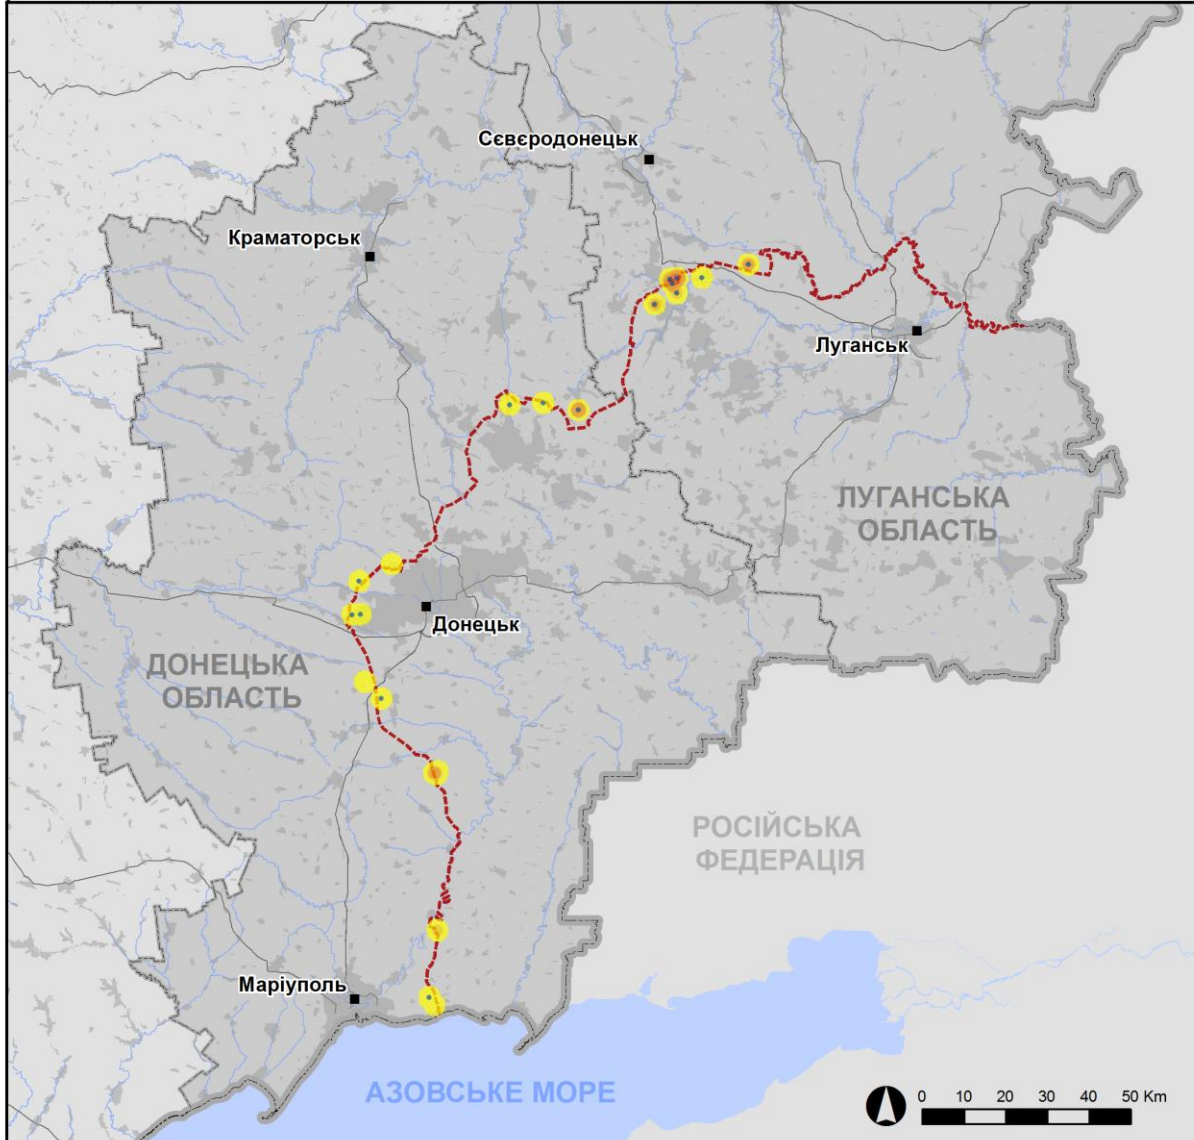 Сєвєродонецьк
Краматорськ
Луганськ
ЛУГАНСЬКА
ОБЛАСТЬ
Донецьк
ДОНЕЦЬКА
ОБЛАСТЬ
РОСІЙСЬКА
ФЕДЕРАЦІЯ
Маріуполь
АЗОВСЬКЕ МОРЕ
0 10 20 30 40 50 Km